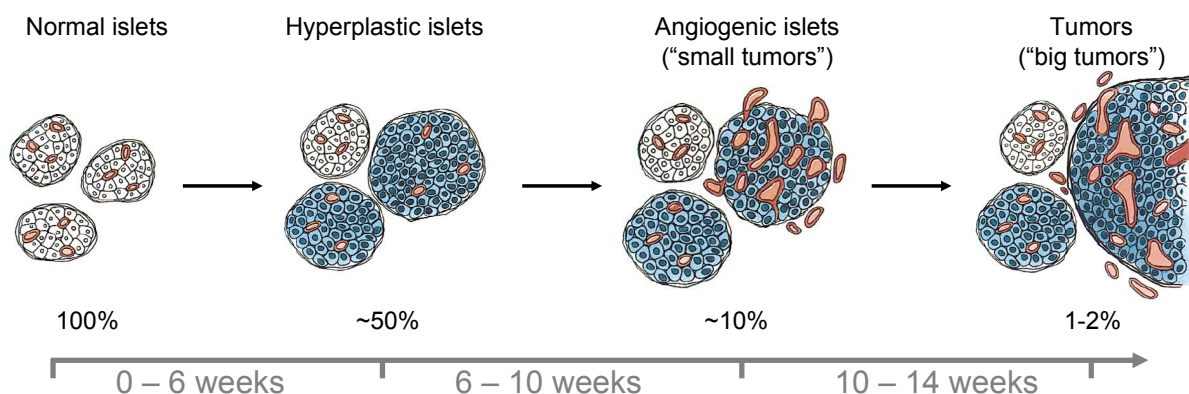 Normal islets
Hyperplastic islets
Angiogenic islets
(“small tumors”)
Tumors
(“big tumors”)
100%
~50%
~10%
1-2%
0 – 6 weeks
6 – 10 weeks
10 – 14 weeks